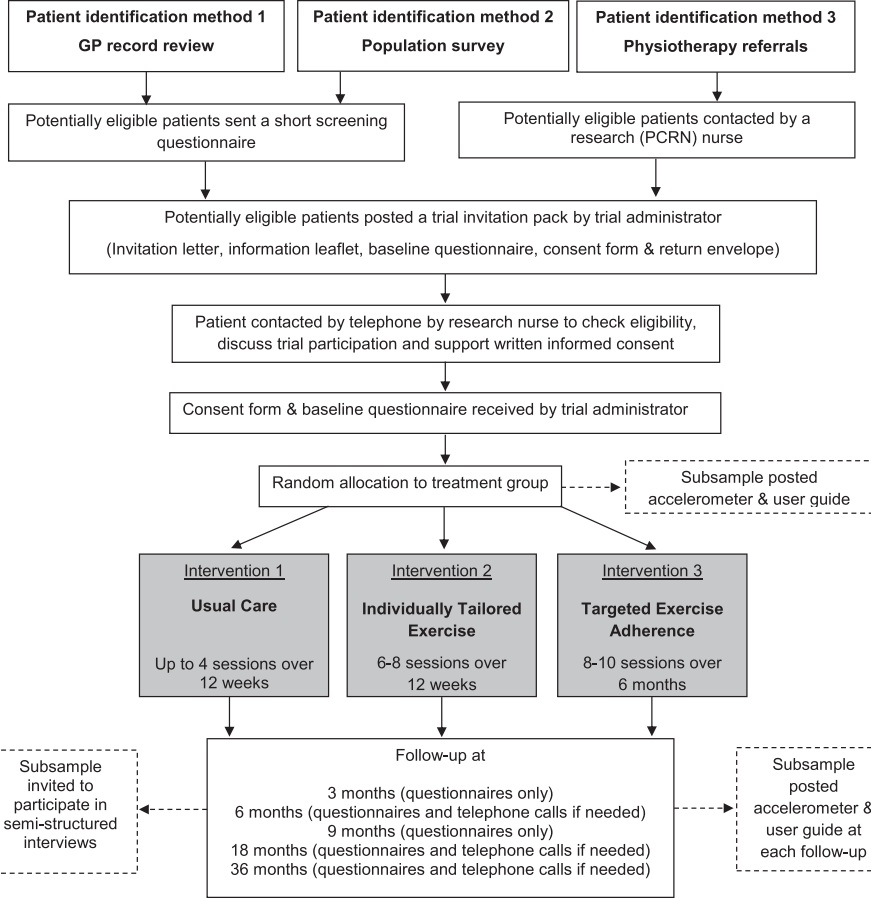 Patient identification method 1
GP record review
Patient identification method 2
Population survey
Patient identification method 3
Physiotherapy referrals
Potentially eligible patients sent a short screening
questionnaire
Potentially eligible patients contacted by a
research (PCRN) nurse
Potentially eligible patients posted a trial invitation pack by trial administrator
(Invitation letter, information leaflet, baseline questionnaire, consent form & return envelope)
Patient contacted by telephone by research nurse to check eligibility,
discuss trial participation and support written informed consent
Consent form & baseline questionnaire received by trial administrator
Random allocation to treatment group
Subsample posted
accelerometer & user guide
Intervention 1
Usual Care
Up to 4 sessions over
12 weeks
Intervention 2
Individually Tailored
Exercise
6-8 sessions over
12 weeks
Intervention 3
Targeted Exercise
Adherence
8-10 sessions over
6 months
Subsample
invited to
participate in
semi-structured
interviews
Follow-up at
3 months (questionnaires only)
6 months (questionnaires and telephone calls if needed)
9 months (questionnaires only)
18 months (questionnaires and telephone calls if needed)
36 months (questionnaires and telephone calls if needed)
Subsample
posted
accelerometer &
user guide at
each follow-up